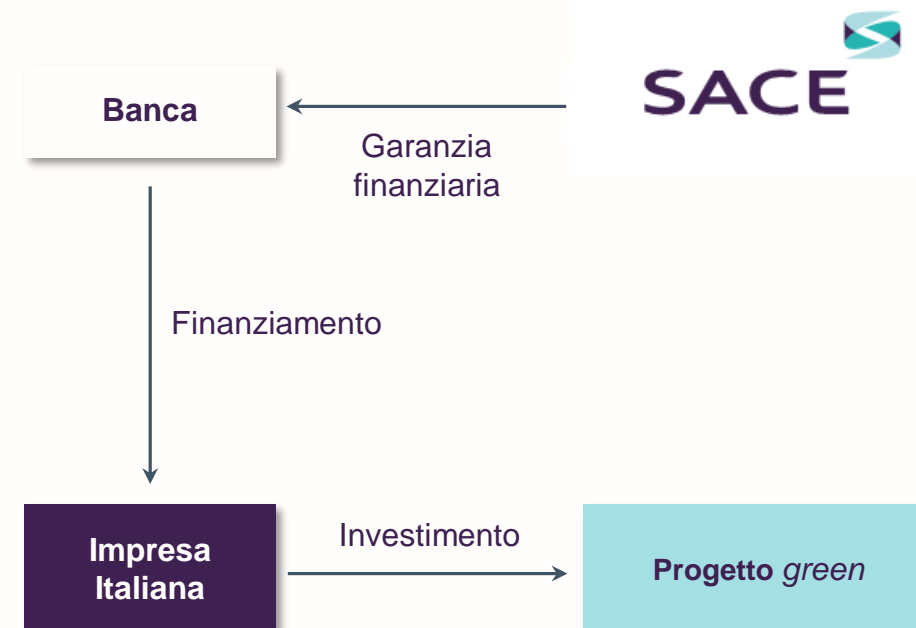 SACE
Banca
Garanzia
finanziaria
Finanziamento
Impresa
Italiana
Investimento
Progetto green